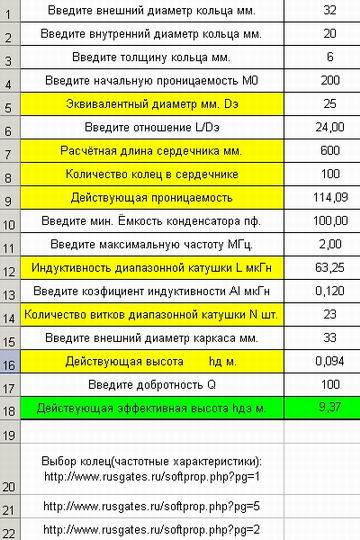 1 Введите внешний диаметр кольца мм. 32
2 Введите внутренний диаметр кольца мм. 20
3 Введите толщину кольца мм. 6
4 Введите начальную проницаемость М0 200
5 Эквивалентный диаметр мм. Dэ 25
6 Введите отношение L/Dэ 24,00
7 Расчётная длина сердечника мм. 600
8 Количество колец в сердечнике 100
9 Действующая проницаемость 114,09
10 Введите мин. Ёмкость конденсатора пф. 100,00
11 Введите максимальную частоту МГц. 2,00
12 Индуктивность диапазонной катушки L мкГн 63,25
13 Введите коэфициент индуктивности Al мкГн 0,120
14 Количество витков диапазонной катушки N шт. 23
15 Введите внешний диаметр каркаса мм. 33
16 Действующая высота hд м. 0,094
17 Введите добротность Q 100
18 Действующая эффективная высота hдэ м. 9,37
19
Выбор колец(частотные характеристики):
20 http://www.rusgates.ru/softprop.php?pg=1
21 http://www.rusgates.ru/softprop.php?pg=5
22 http://www.rusgates.ru/softprop.php?pg=2